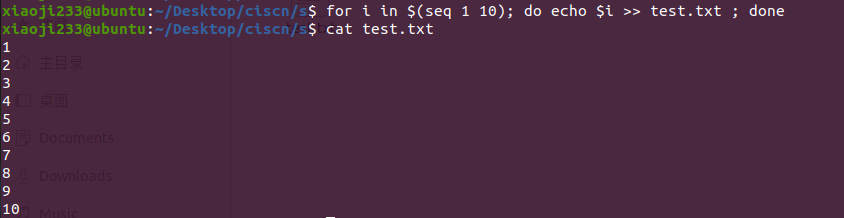 xiaoji233@ubuntu:~/Desktop/ciscn/s$ for i in $(seq 1 10); do echo $i >> test.txt ; done
xiaoji233@ubuntu:~/Desktop/ciscn/s$ cat test.txt
1
2
主目录
3
4
桌面
5
6
Documents
7
8
Downloads
9
10
Music